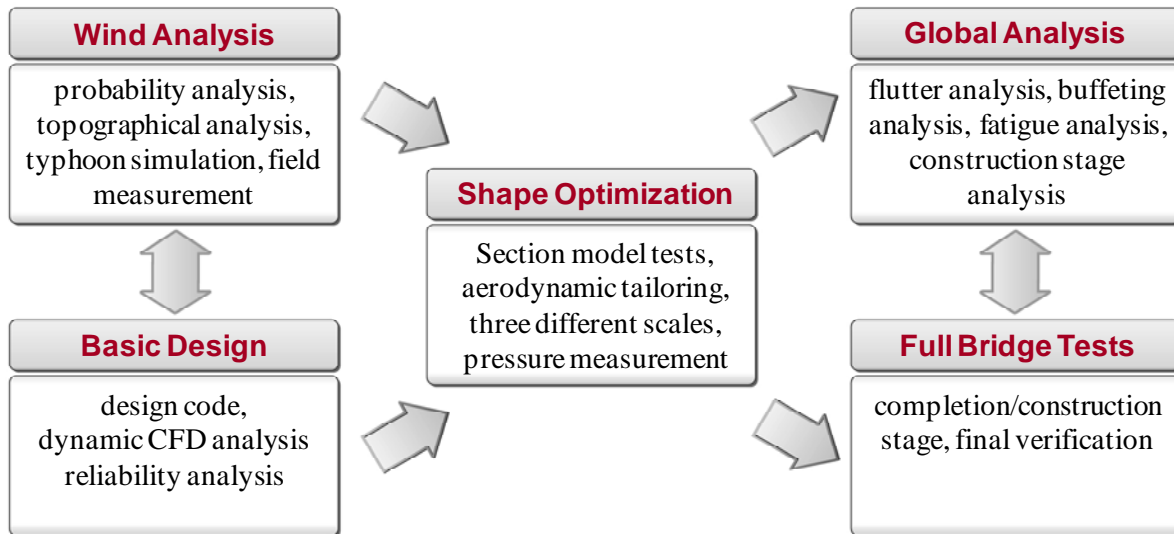 Wind Analysis
probability analysis,
topographical analysis,
typhoon simulation, field
measurement
Basic Design
design code,
dynamic CFD analysis
reliability analysis
Shape Optimization
Section model tests,
aerodynamic tailoring,
three different scales,
pressure measurement
Global Analysis
flutter analysis, buffeting
analysis, fatigue analysis,
construction stage
analysis
Full Bridge Tests
completion/construction
stage, final verification